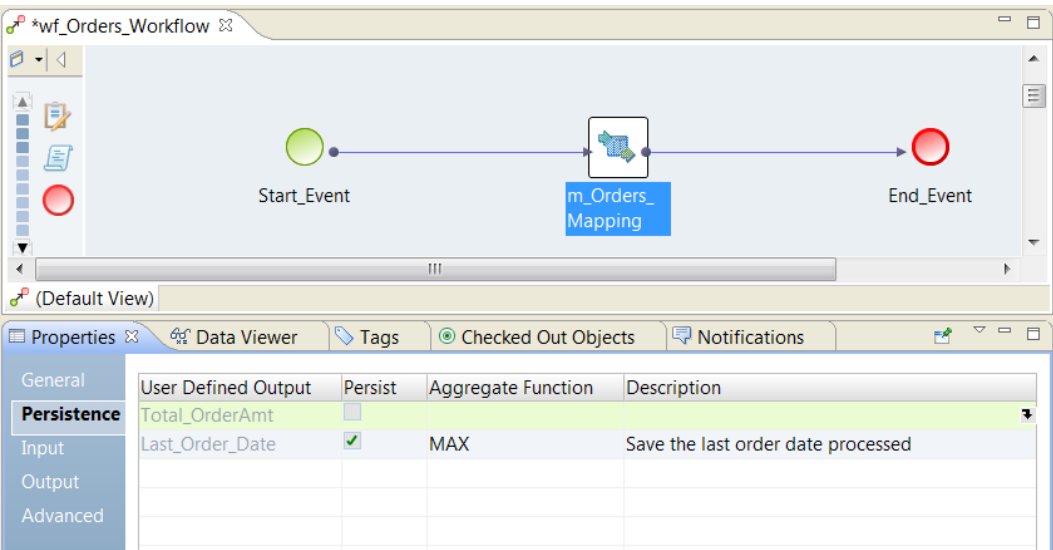 *wf_Orders_Workflow
Start_Event
m_Orders_
Mapping
End_Event
(Default View)
Properties Data Viewer Tags Checked Out Objects Notifications
General
Persistence
Input
Output
Advanced
User Defined Output Persist Aggregate Function Description
Total_OrderAmt
Last_Order_Date MAX Save the last order date processed